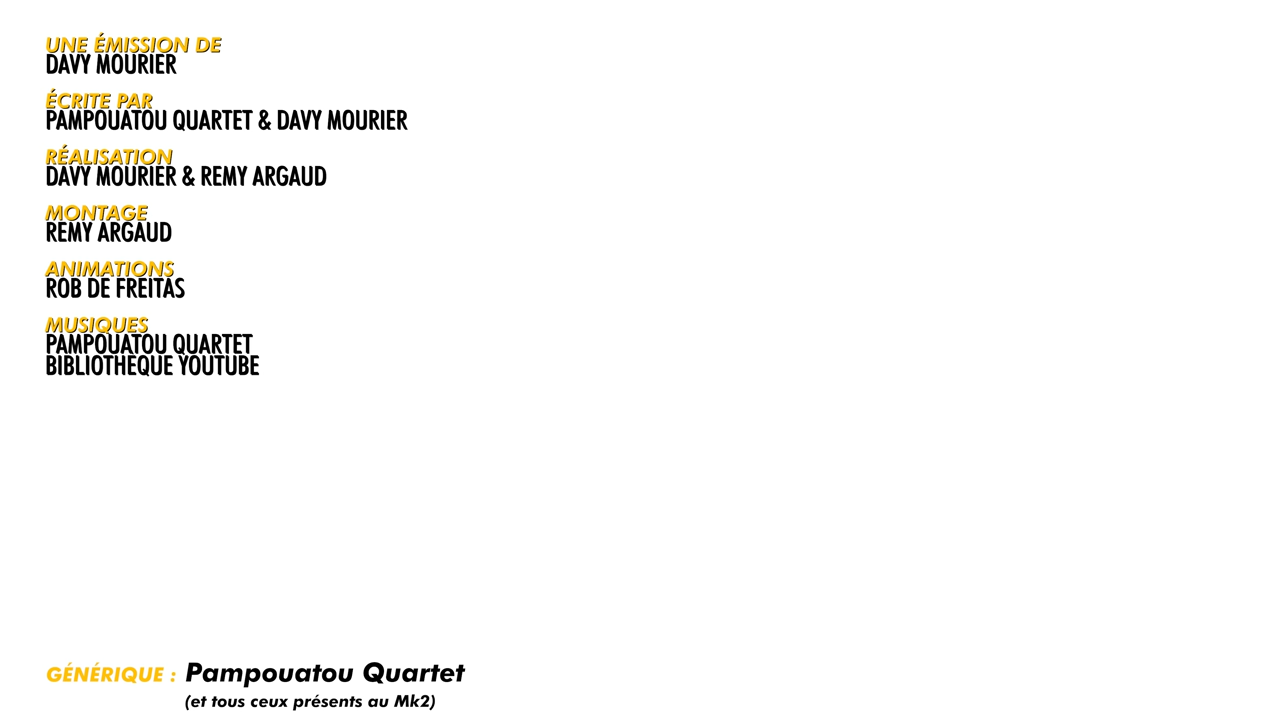 UNE ÉMISSION DE
DAVY MOURIER
ÉCRITE PAR
PAMPOUATOU QUARTET & DAVY MOURIER
RÉALISATION
DAVY MOURIER & REMY ARGAUD
MONTAGE
REMY ARGAUD
ANIMATIONS
ROB DE FREITAS
MUSIQUES
PAMPOUATOU QUARTET
BIBLIOTHÈQUE YOUTUBE
GÉNÉRIQUE : Pampouatou Quartet
(et tous ceux présents au Mk2)